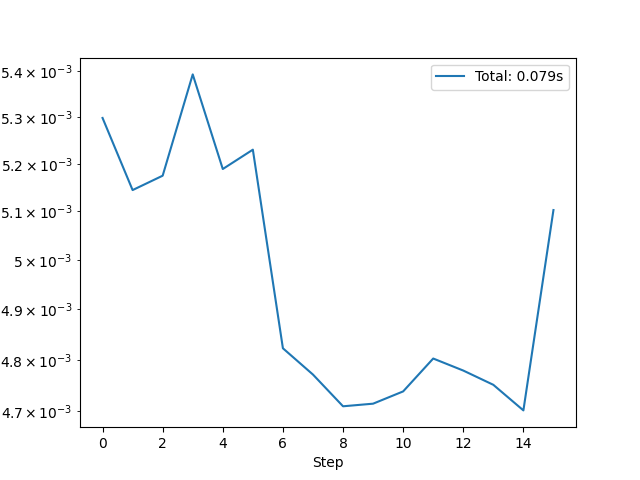 Total: 0.079s
5.4 × 10⁻³
5.3 × 10⁻³
5.2 × 10⁻³
5.1 × 10⁻³
5 × 10⁻³
4.9 × 10⁻³
4.8 × 10⁻³
4.7 × 10⁻³
0 2 4 6 8 10 12 14
Step